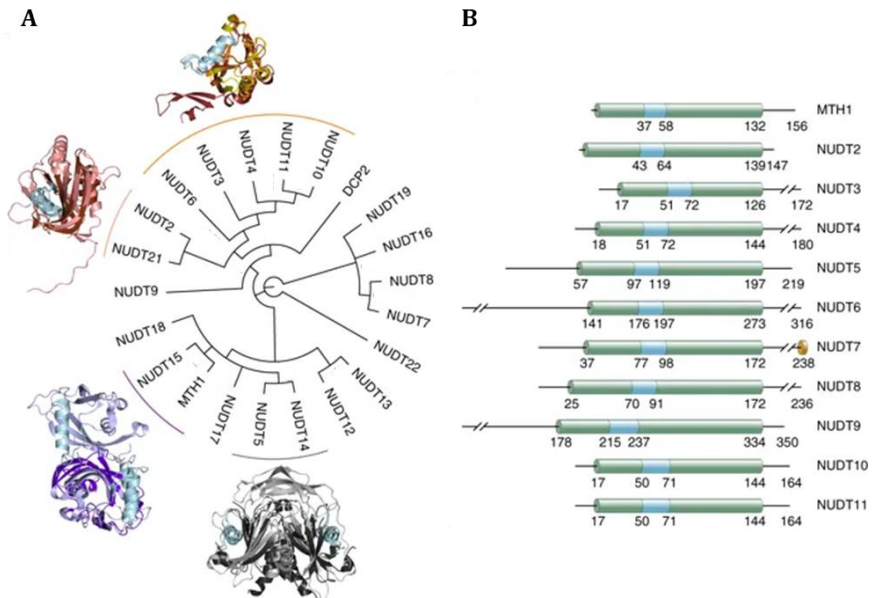 A
B
NUDT6
NUDT3
NUDT4
NUDT11
NUDT10
DCP2
NUDT19
NUDT16
NUDT8
NUDT7
NUDT22
NUDT13
NUDT12
NUDT14
NUDT5
NUDT17
MTH1
NUDT15
NUDT18
NUDT9
NUDT21
NUDT2
MTH1
37 58 132 156
NUDT2
43 64 139147
NUDT3
17 51 72 126 172
NUDT4
18 51 72 144 180
NUDT5
57 97 119 197 219
NUDT6
141 176 197 273 316
NUDT7
37 77 98 172 238
NUDT8
25 70 91 172 236
NUDT9
178 215 237 334 350
NUDT10
17 50 71 144 164
NUDT11
17 50 71 144 164